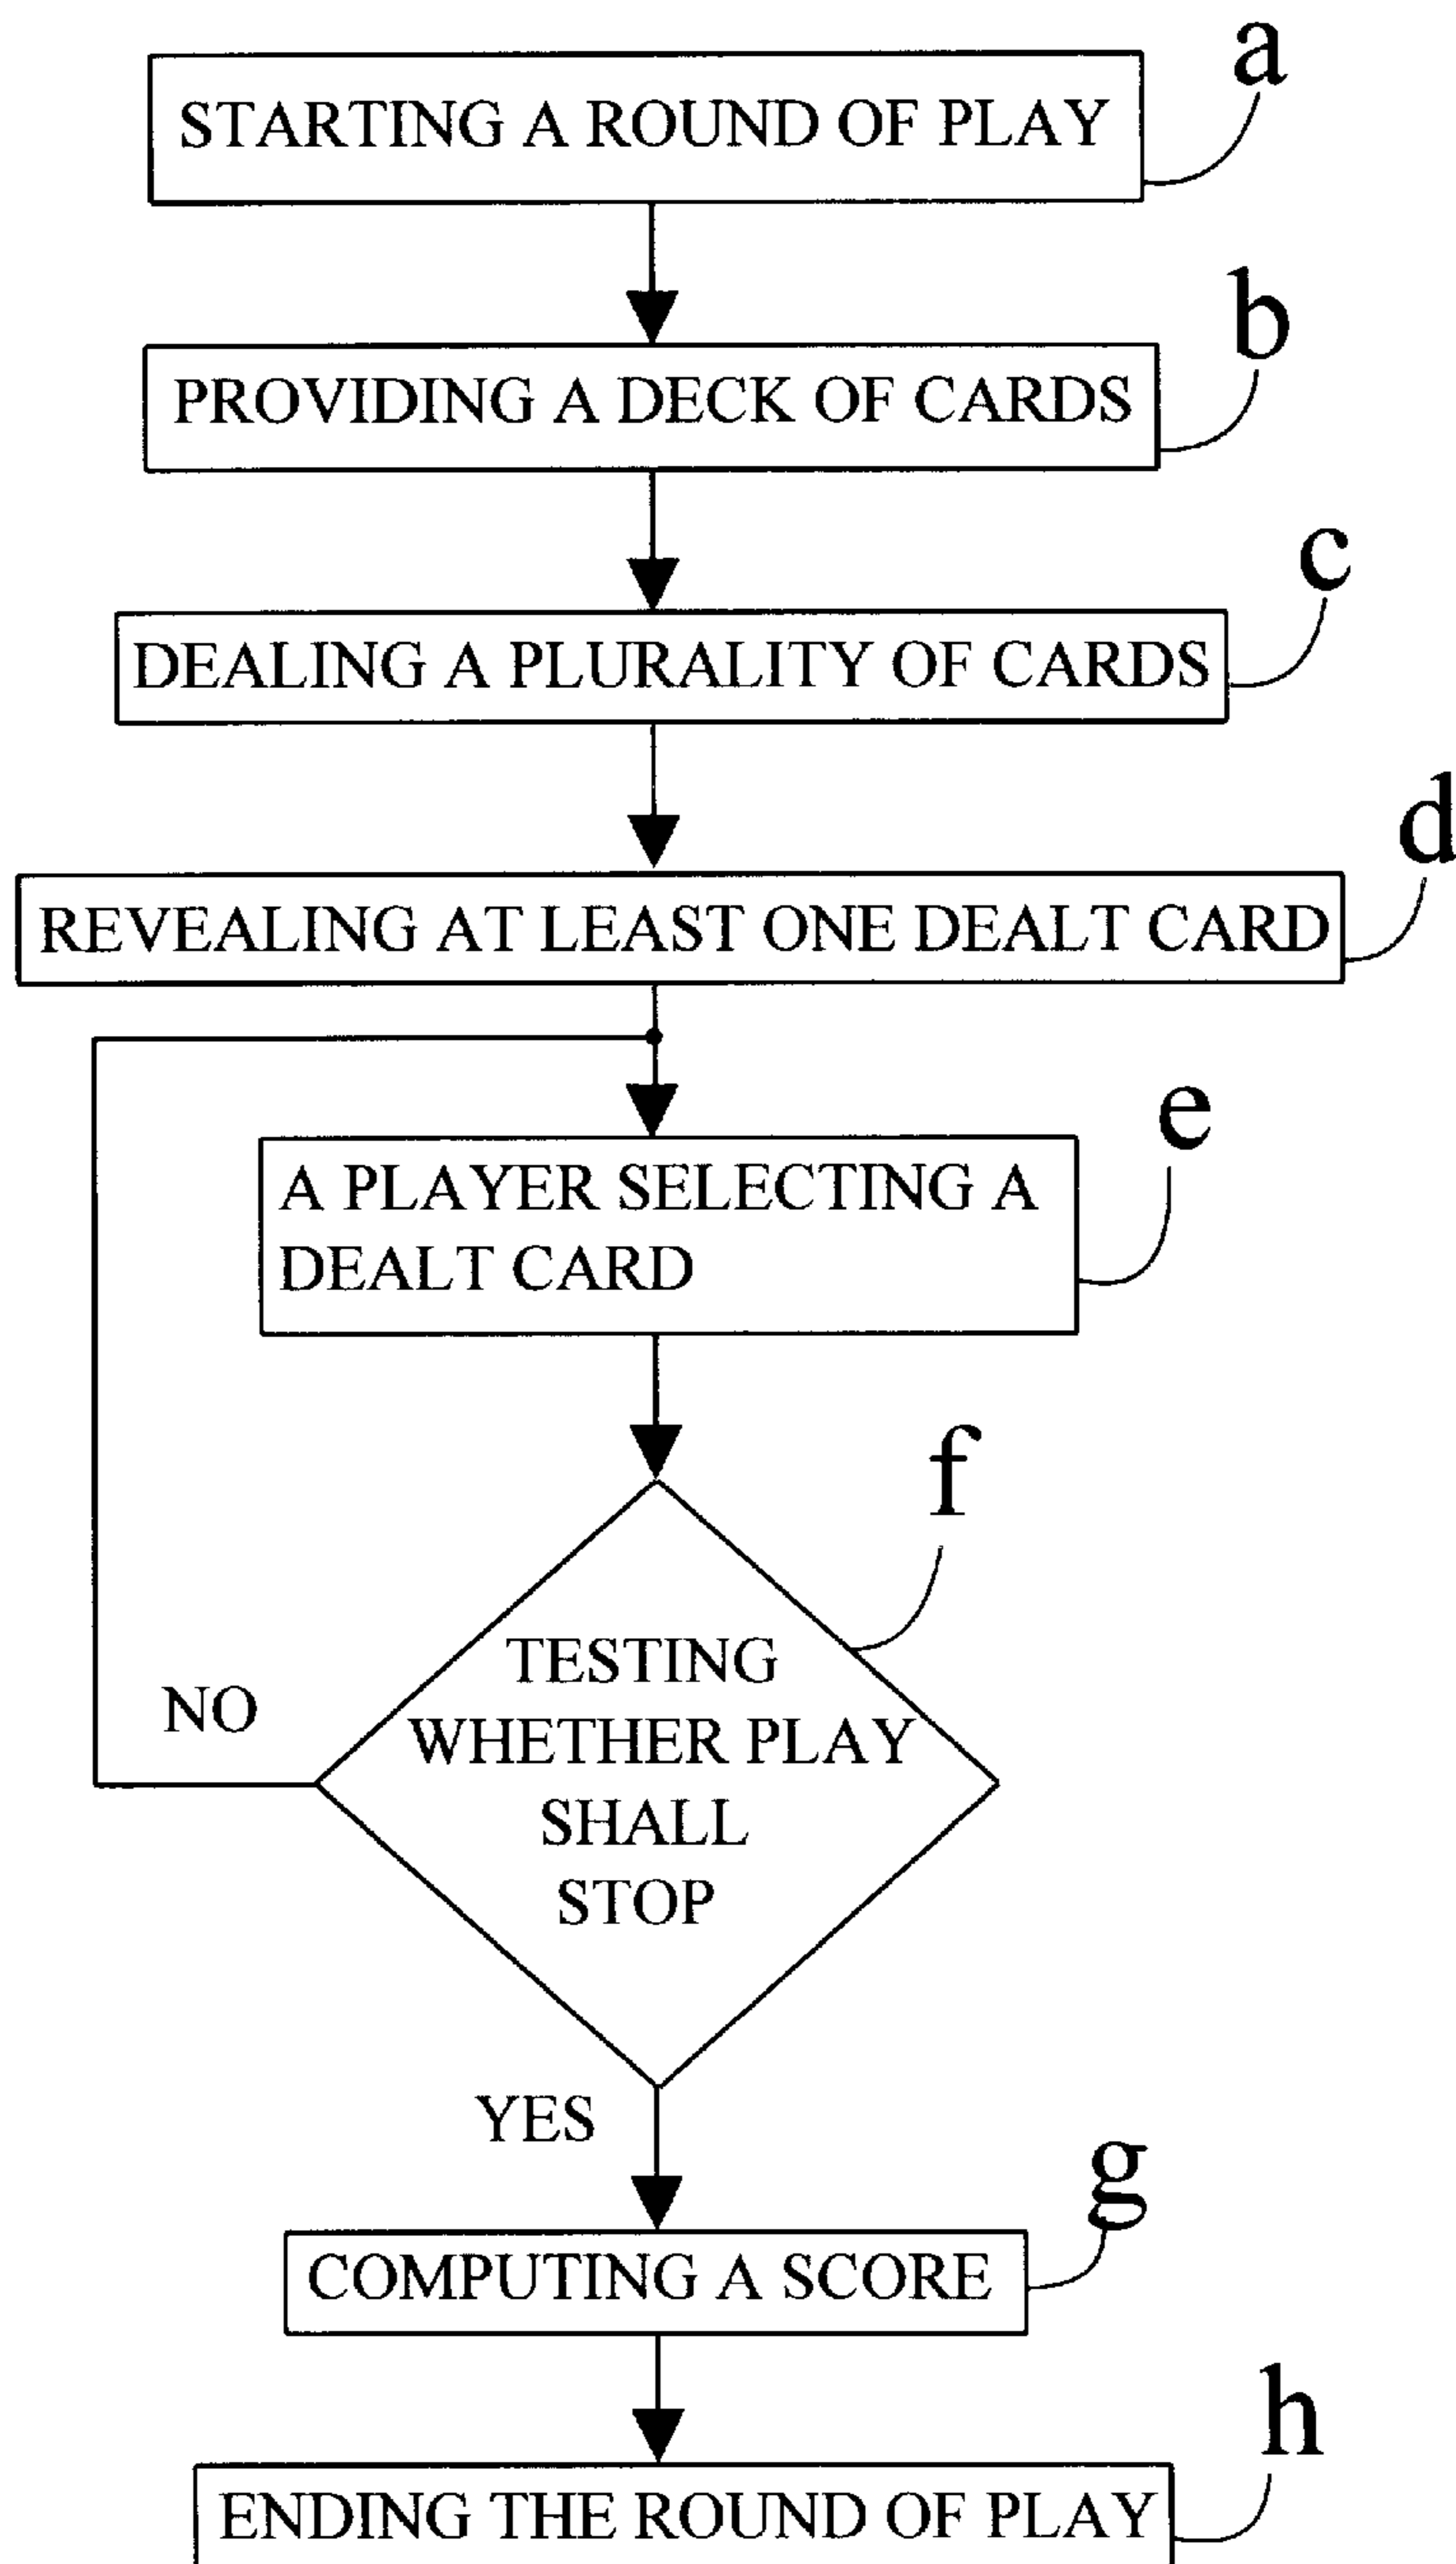 a
STARTING A ROUND OF PLAY
b
PROVIDING A DECK OF CARDS
c
DEALING A PLURALITY OF CARDS
d
REVEALING AT LEAST ONE DEALT CARD
e
A PLAYER SELECTING A
DEALT CARD
f
TESTING
WHETHER PLAY
SHALL
STOP
NO
YES
g
COMPUTING A SCORE
h
ENDING THE ROUND OF PLAY